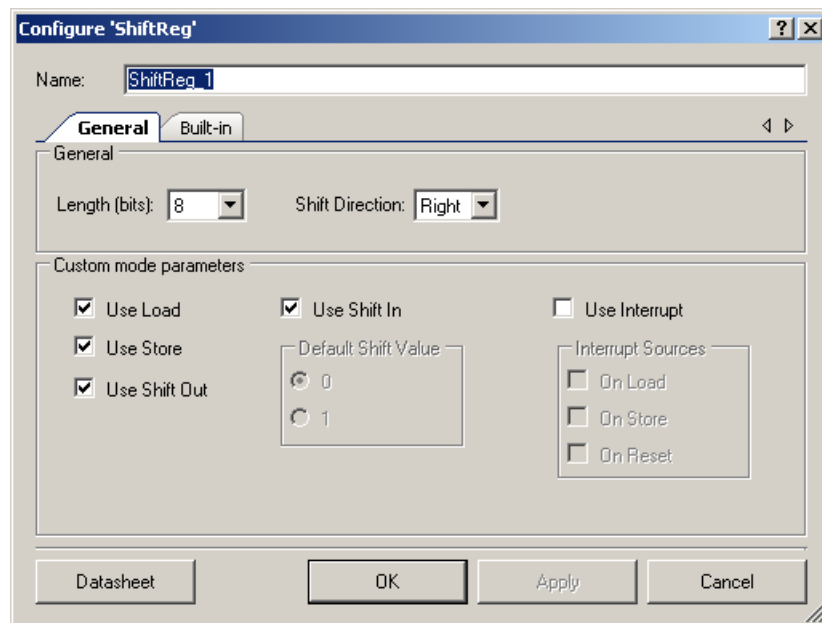 Configure 'ShiftReg'
Name: ShiftReg_1
General Built-in
General
Length (bits): 8 Shift Direction: Right
Custom mode parameters
Use Load Use Shift In Use Interrupt
Use Store Default Shift Value Interrupt Sources
Use Shift Out 0 On Load
1 On Store
On Reset
Datasheet OK Apply Cancel